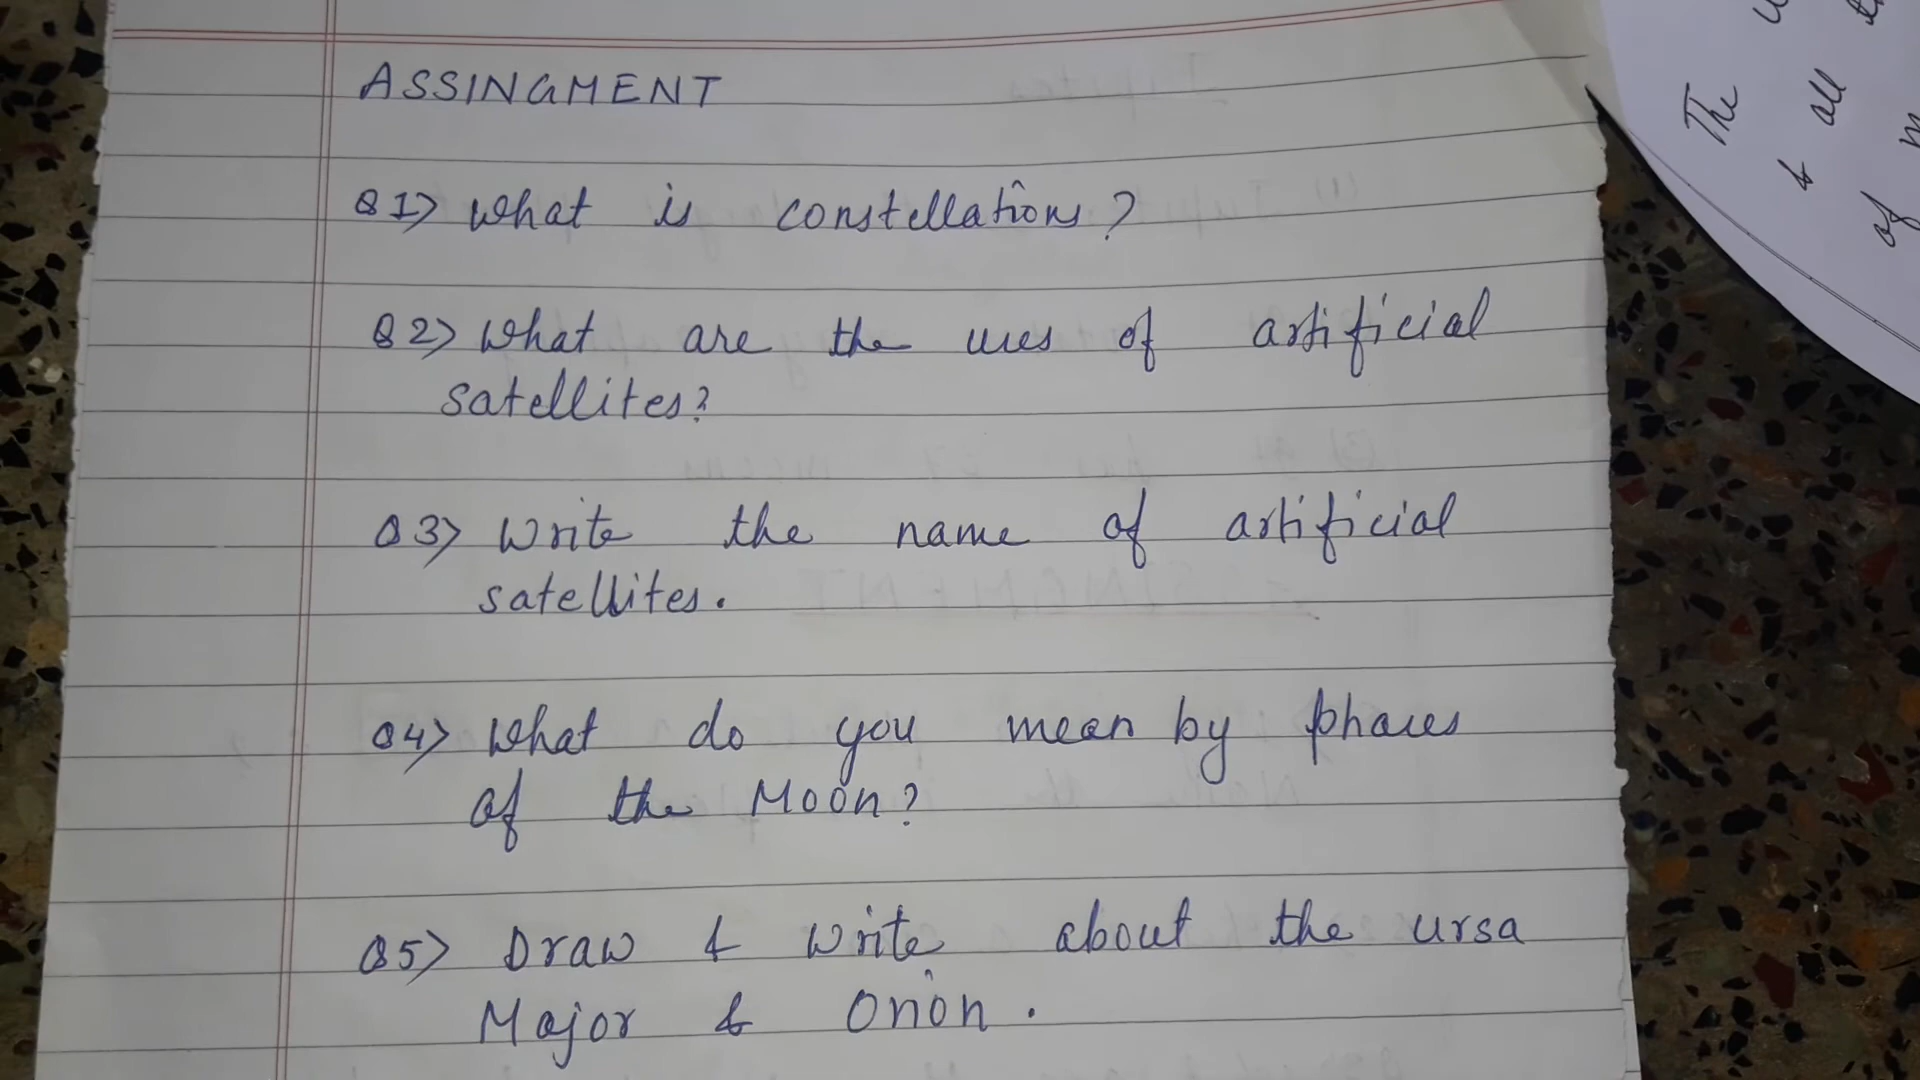 ASSINGMENT
Q1> What is constellations?
Q2> What are the uses of artificial
satellites?
Q3> Write the name of artificial
satellites.
Q4> What do you mean by phases
of the Moon?
Q5> Draw & write about the ursa
Major & Orion.
The
& all
of